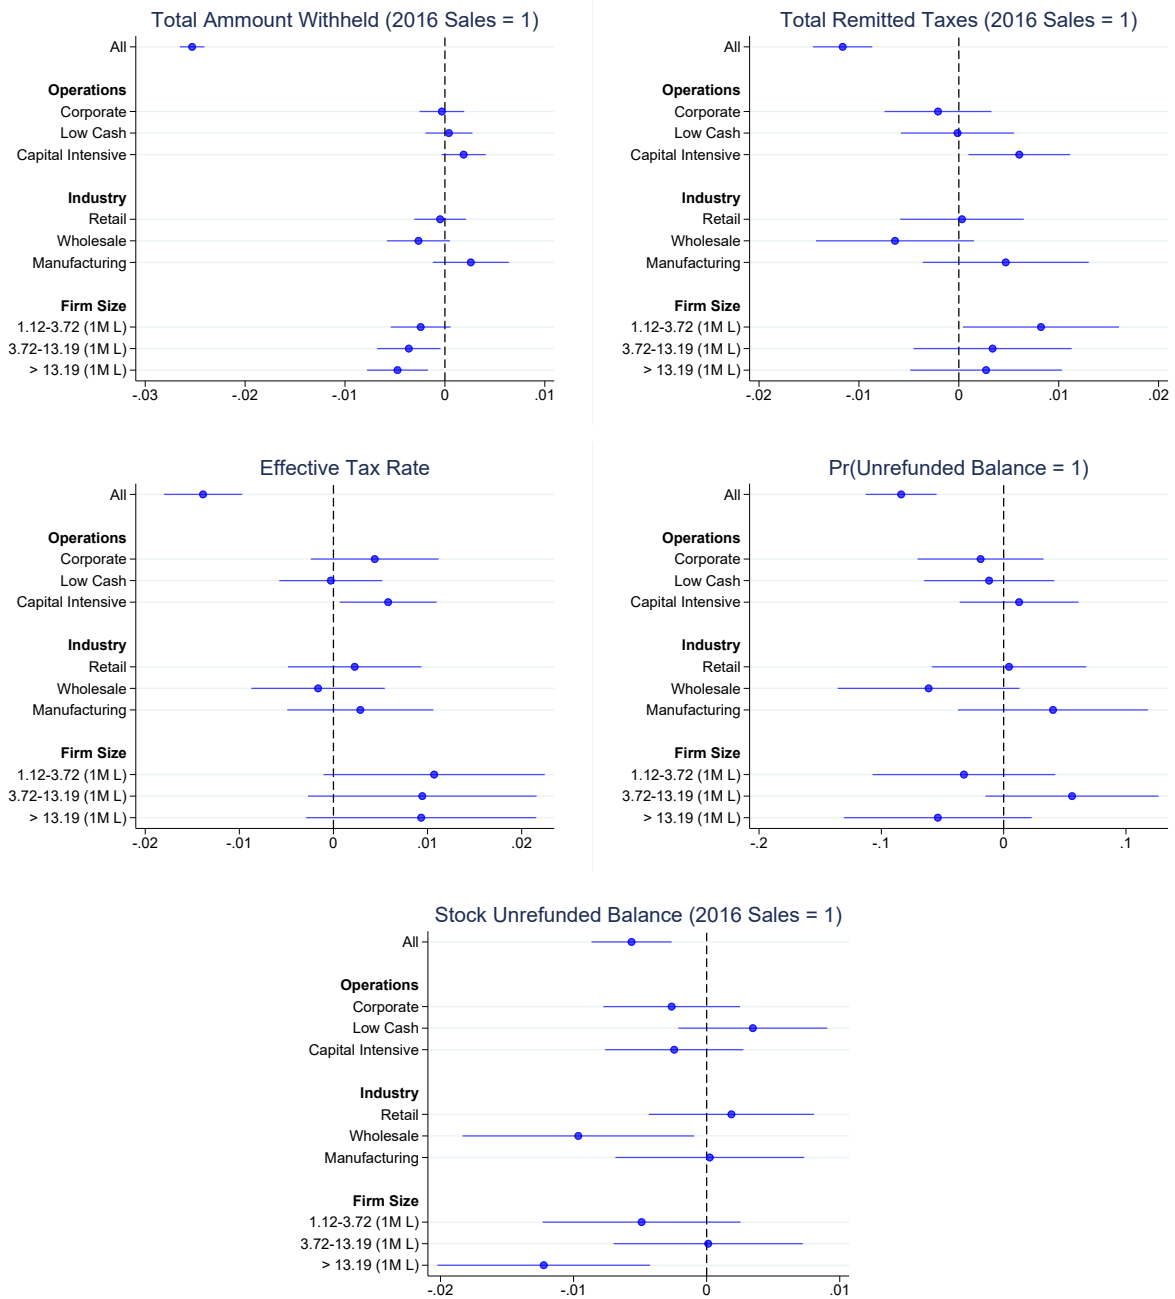 Total Ammount Withheld (2016 Sales = 1)
All
Operations
Corporate
Low Cash
Capital Intensive
Industry
Retail
Wholesale
Manufacturing
Firm Size
1.12-3.72 (1M L)
3.72-13.19 (1M L)
> 13.19 (1M L)
-.03 -.02 -.01 0 .01
Total Remitted Taxes (2016 Sales = 1)
All
Operations
Corporate
Low Cash
Capital Intensive
Industry
Retail
Wholesale
Manufacturing
Firm Size
1.12-3.72 (1M L)
3.72-13.19 (1M L)
> 13.19 (1M L)
-.02 -.01 0 .01 .02
Effective Tax Rate
All
Operations
Corporate
Low Cash
Capital Intensive
Industry
Retail
Wholesale
Manufacturing
Firm Size
1.12-3.72 (1M L)
3.72-13.19 (1M L)
> 13.19 (1M L)
-.02 -.01 0 .01 .02
Pr(Unrefunded Balance = 1)
All
Operations
Corporate
Low Cash
Capital Intensive
Industry
Retail
Wholesale
Manufacturing
Firm Size
1.12-3.72 (1M L)
3.72-13.19 (1M L)
> 13.19 (1M L)
-.2 -.1 0 .1
Stock Unrefunded Balance (2016 Sales = 1)
All
Operations
Corporate
Low Cash
Capital Intensive
Industry
Retail
Wholesale
Manufacturing
Firm Size
1.12-3.72 (1M L)
3.72-13.19 (1M L)
> 13.19 (1M L)
-.02 -.01 0 .01